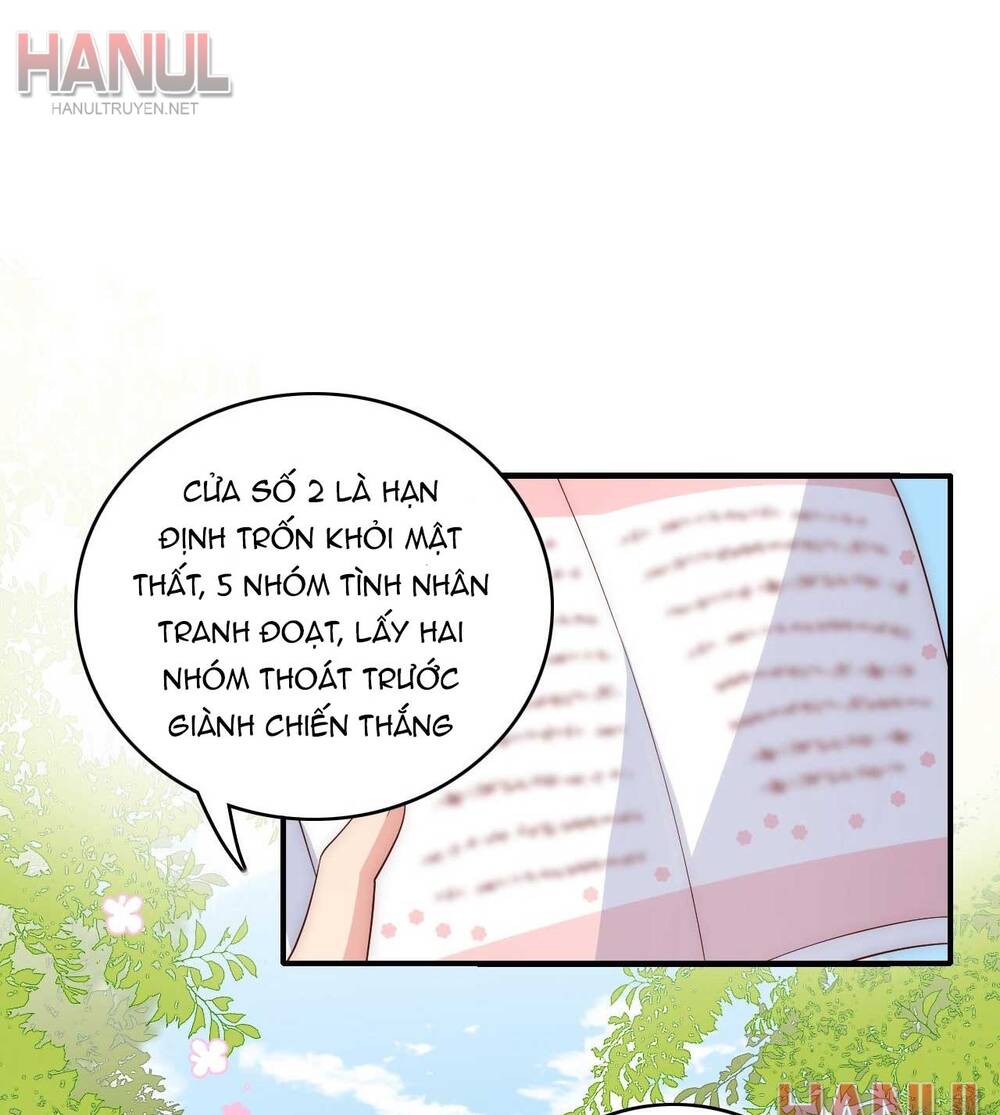 HANUL
HANULTRUYEN.NET
CỬA SỐ 2 LÀ HẠN
ĐỊNH TRỐN KHỎI MẬT
THẤT, 5 NHÓM TÌNH NHÂN
TRANH ĐOẠT, LẤY HAI
NHÓM THOÁT TRƯỚC
GIÀNH CHIẾN THẮNG
HANUL